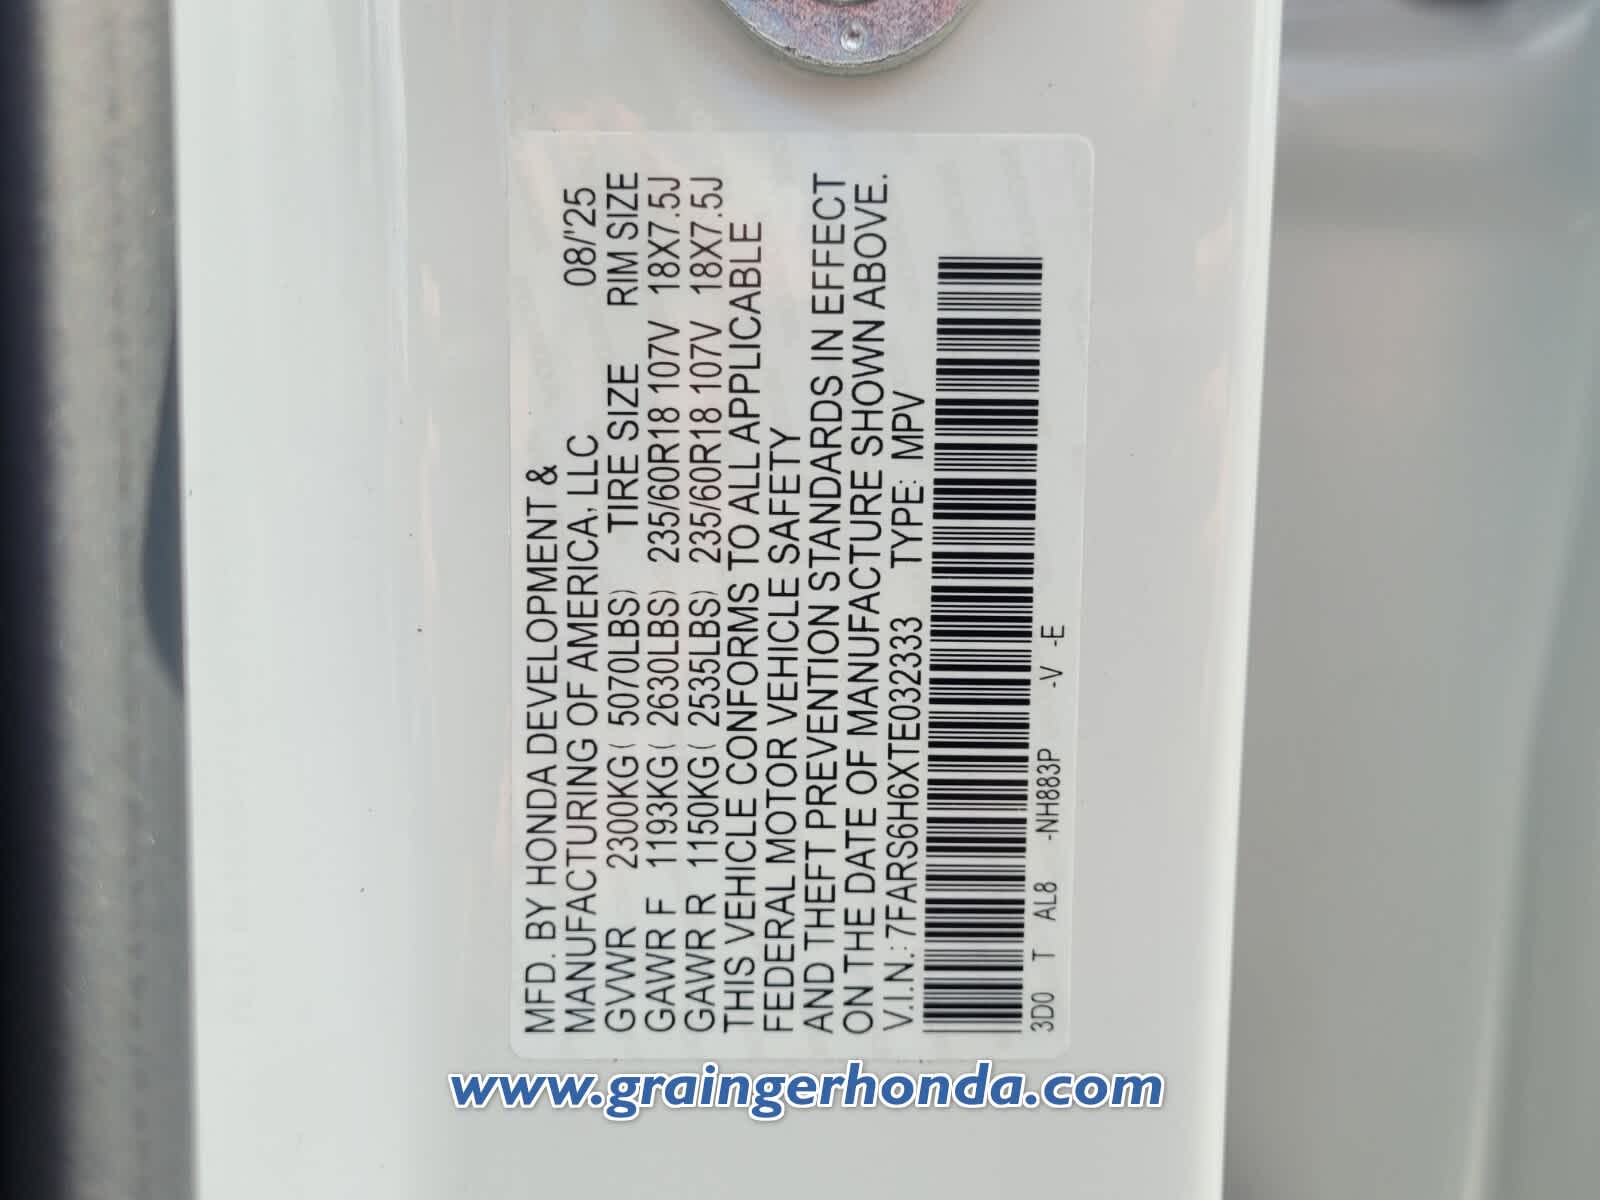 MFD. BY HONDA DEVELOPMENT &
MANUFACTURING OF AMERICA, LLC 08/'25
GVWR 2300KG( 5070LBS) TIRE SIZE RIM SIZE
GAWR F 1193KG( 2630LBS) 235/60R18 107V 18X7.5J
GAWR R 1150KG( 2535LBS) 235/60R18 107V 18X7.5J
THIS VEHICLE CONFORMS TO ALL APPLICABLE
FEDERAL MOTOR VEHICLE SAFETY
AND THEFT PREVENTION STANDARDS IN EFFECT
ON THE DATE OF MANUFACTURE SHOWN ABOVE.
V.I.N.: 7FARS6H6XTE032333 TYPE: MPV
3D0 T AL8 -NH883P -V -E
www.graingerhonda.com